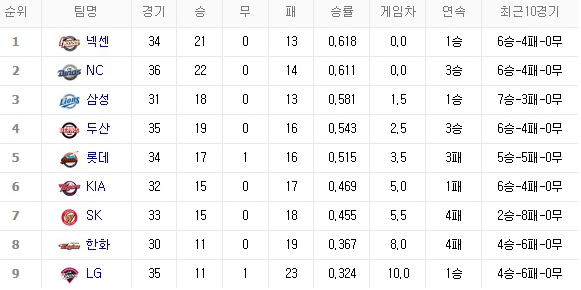 순위 팀명 경기 승 무 패 승률 게임차 연속 최근10경기
1 넥센 34 21 0 13 0,618 0,0 1승 6승-4패-0무
2 NC 36 22 0 14 0,611 0,0 3승 6승-4패-0무
3 삼성 31 18 0 13 0,581 1,5 1승 7승-3패-0무
4 두산 35 19 0 16 0,543 2,5 3승 6승-4패-0무
5 롯데 34 17 1 16 0,515 3,5 3패 5승-5패-0무
6 KIA 32 15 0 17 0,469 5,0 1패 6승-4패-0무
7 SK 33 15 0 18 0,455 5,5 4패 2승-8패-0무
8 한화 30 11 0 19 0,367 8,0 4패 4승-6패-0무
9 LG 35 11 1 23 0,324 10,0 1승 4승-6패-0무